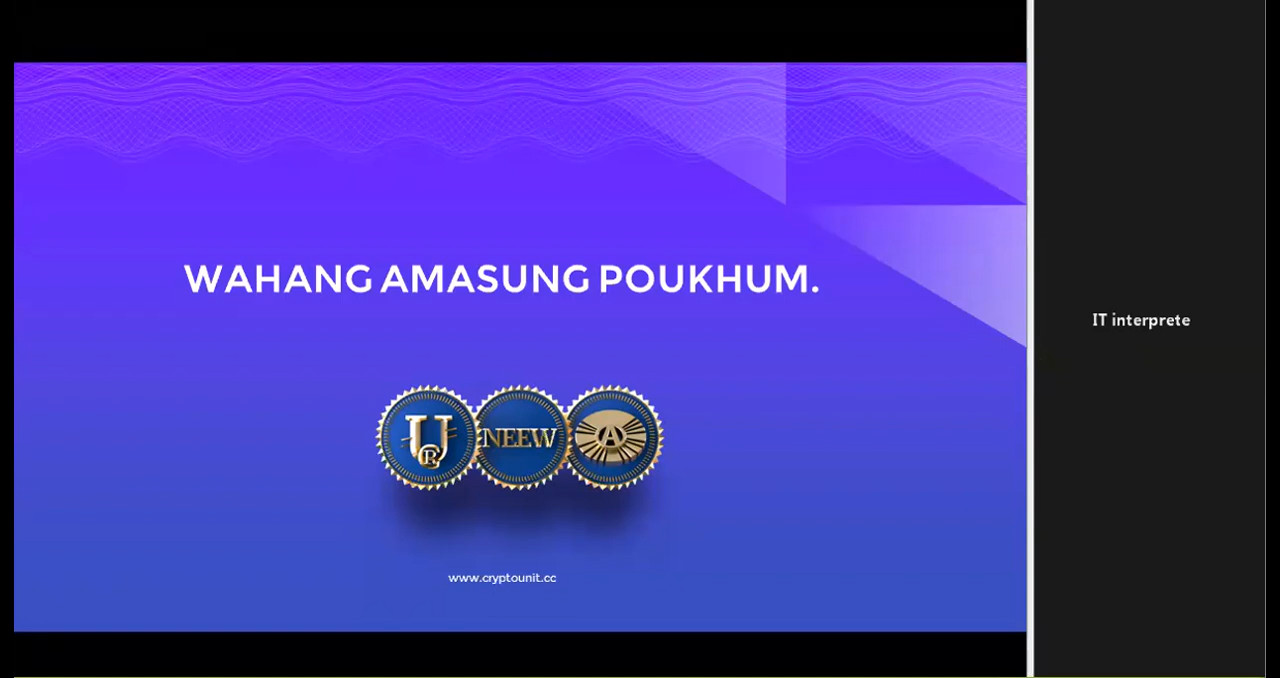 WAHANG AMASUNG POUKHUM.
U
R
NEEW
A
www.cryptounit.cc
IT interprete